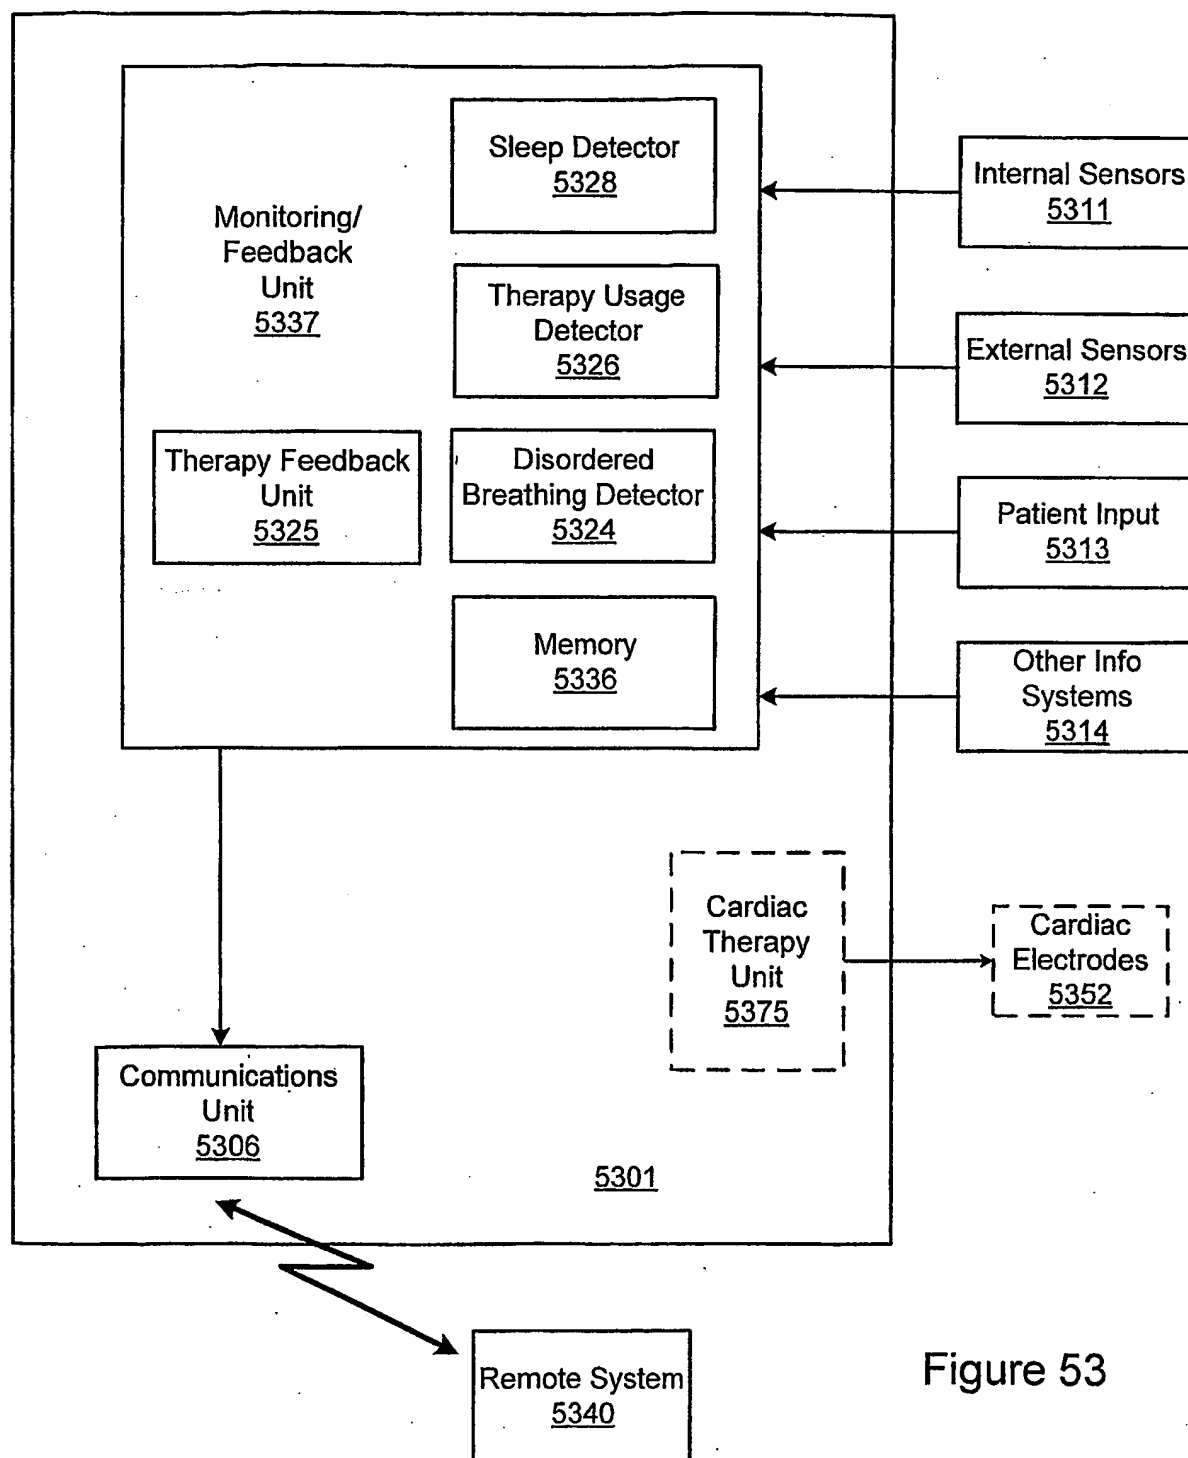 Sleep Detector
5328
Internal Sensors
5311
Monitoring/
Feedback
Unit
5337
Therapy Usage
Detector
5326
External Sensors
5312
Therapy Feedback
Unit
5325
Disordered
Breathing Detector
5324
Patient Input
5313
Memory
5336
Other Info
Systems
5314
Cardiac
Therapy
Unit
5375
Cardiac
Electrodes
5352
Communications
Unit
5306
5301
Remote System
5340
Figure 53